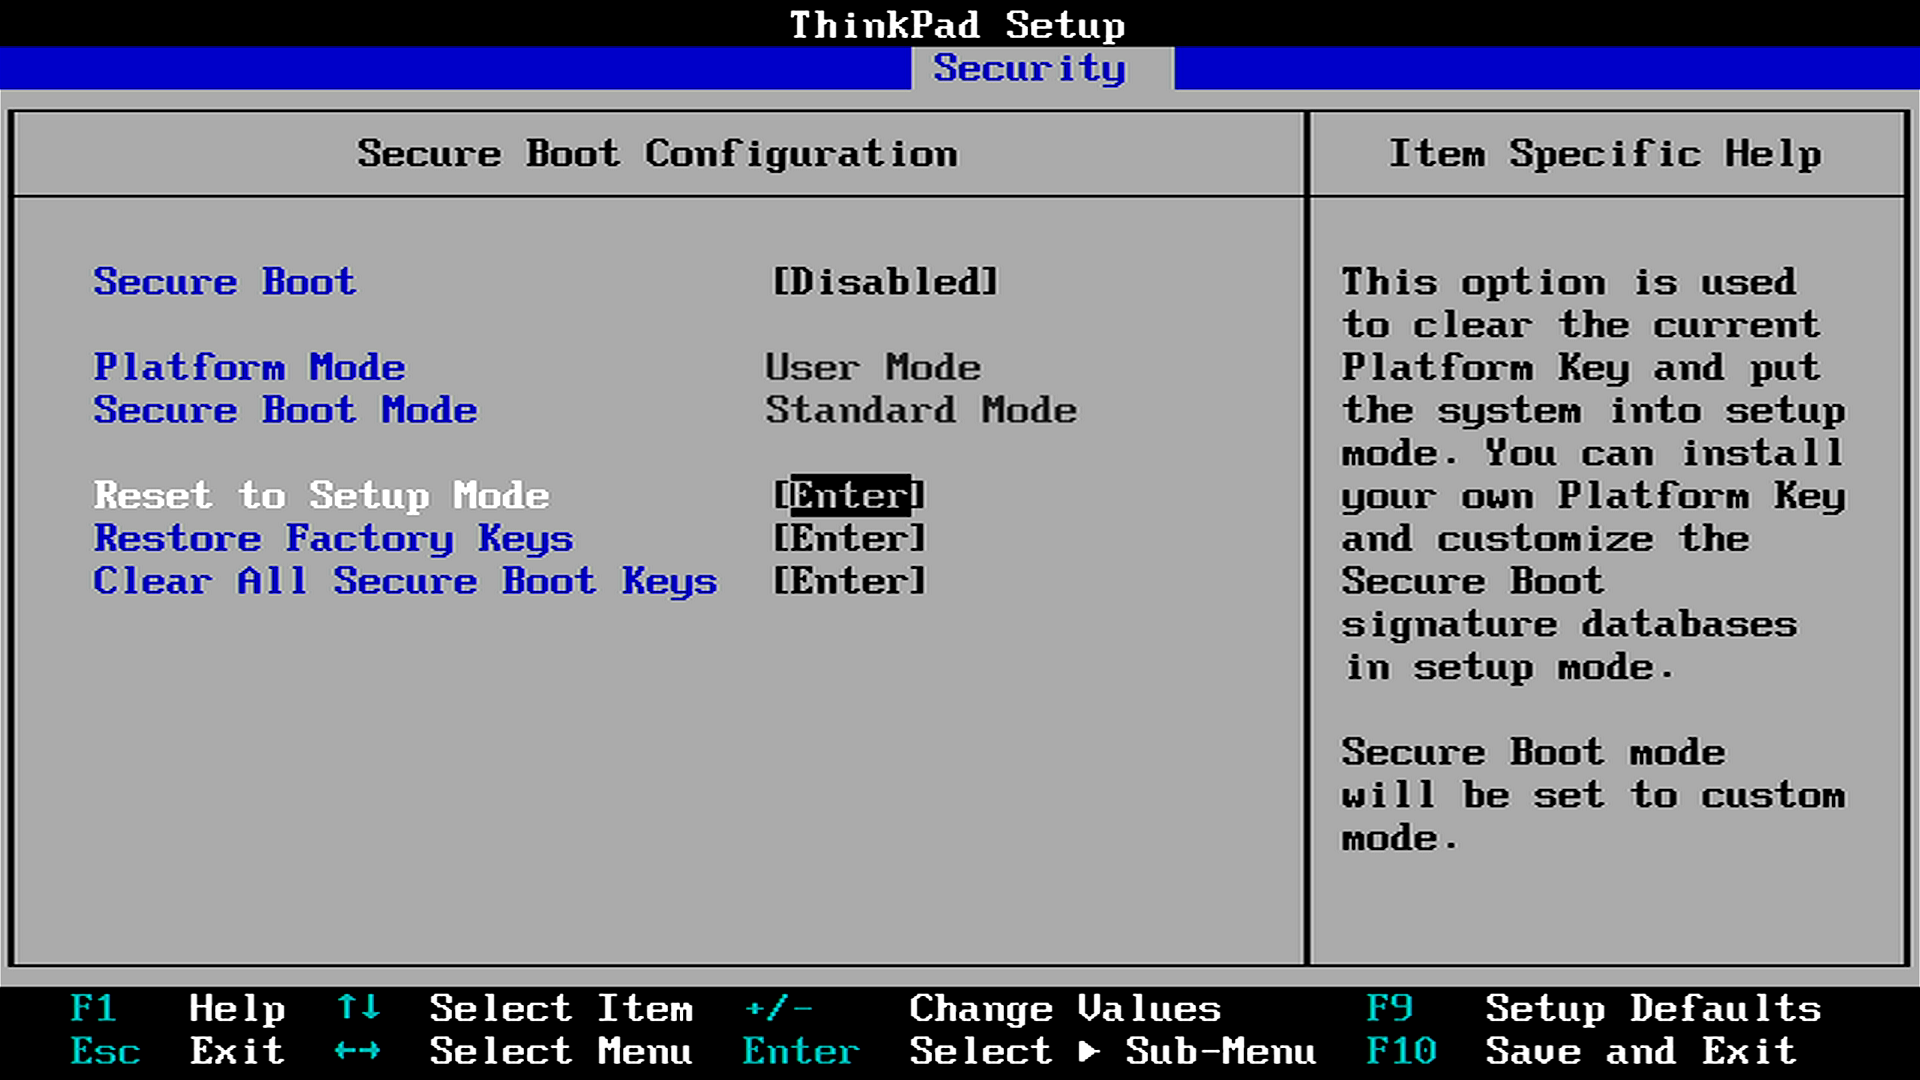 ThinkPad Setup
Security
Secure Boot Configuration
Item Specific Help
Secure Boot [Disabled]
Platform Mode User Mode
Secure Boot Mode Standard Mode
Reset to Setup Mode [Enter]
Restore Factory Keys [Enter]
Clear All Secure Boot Keys [Enter]
This option is used
to clear the current
Platform Key and put
the system into setup
mode. You can install
your own Platform Key
and customize the
Secure Boot
signature databases
in setup mode.
Secure Boot mode
will be set to custom
mode.
F1 Help ↑↓ Select Item +/- Change Values F9 Setup Defaults
Esc Exit ←→ Select Menu Enter Select ▶ Sub-Menu F10 Save and Exit